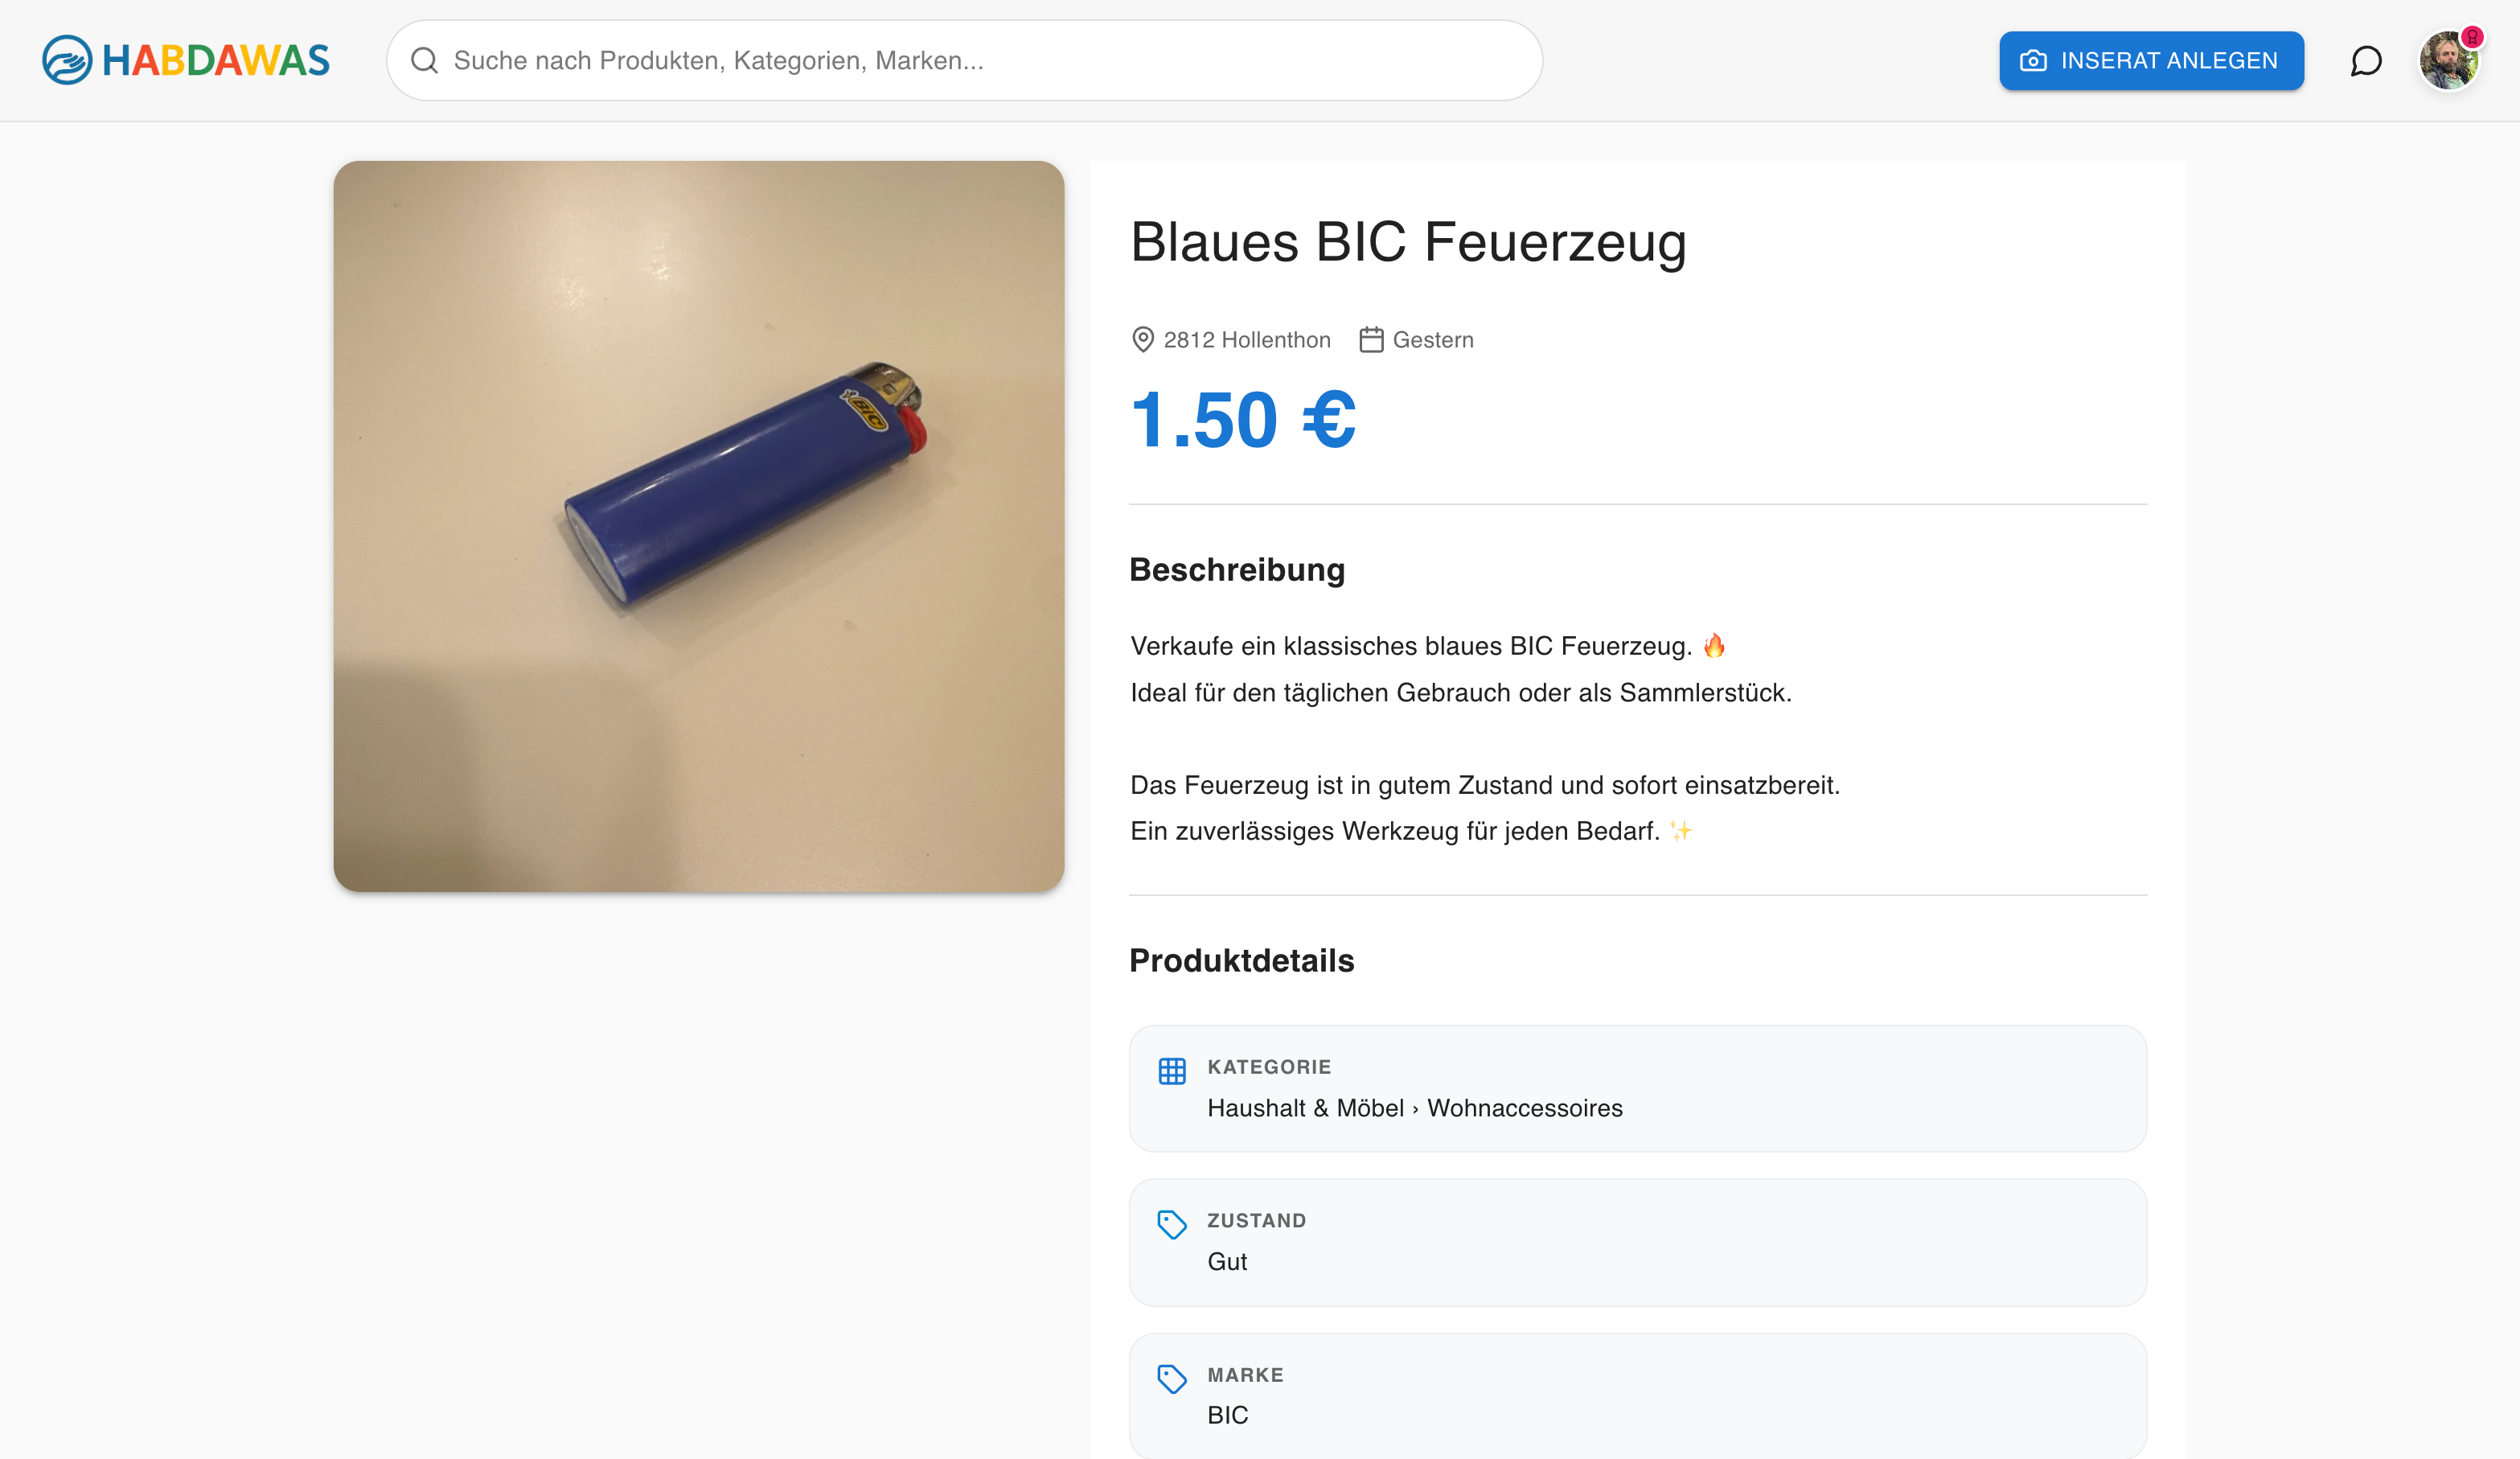 HABDAWAS
Suche nach Produkten, Kategorien, Marken...
INSERAT ANLEGEN
BIC
Blaues BIC Feuerzeug
2812 Hollenthon
Gestern
1.50 €
Beschreibung
Verkaufe ein klassisches blaues BIC Feuerzeug. 🔥
Ideal für den täglichen Gebrauch oder als Sammlerstück.
Das Feuerzeug ist in gutem Zustand und sofort einsatzbereit.
Ein zuverlässiges Werkzeug für jeden Bedarf. ✨
Produktdetails
KATEGORIE
Haushalt & Möbel › Wohnaccessoires
ZUSTAND
Gut
MARKE
BIC